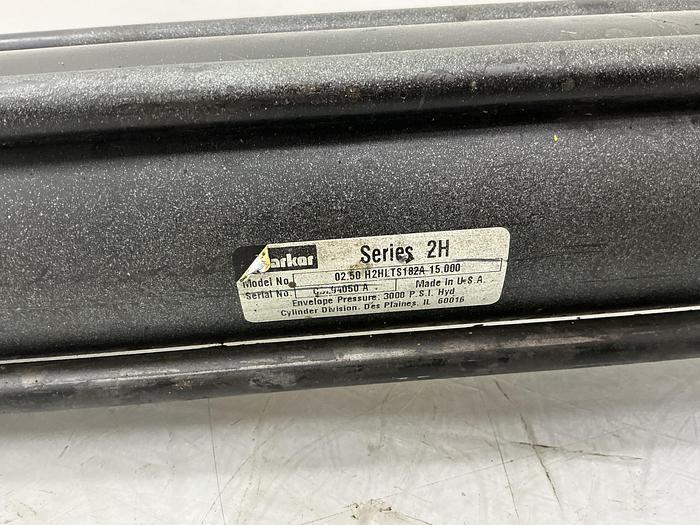 Parker Series 2H
Model No. 02.50 H2HLTS182A 15.000
Serial No. 94050 A Made in U.S.A.
Envelope Pressure: 3000 P.S.I. Hyd
Cylinder Division. Des Plaines, IL 60016